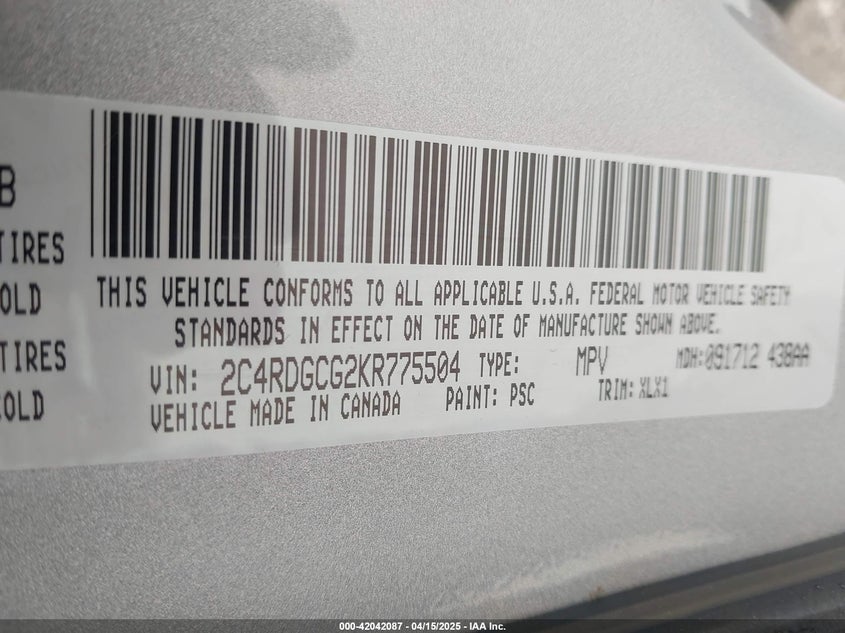 B
TIRES
OLD
TIRES
COLD
THIS VEHICLE CONFORMS TO ALL APPLICABLE U.S.A. FEDERAL MOTOR VEHICLE SAFETY
STANDARDS IN EFFECT ON THE DATE OF MANUFACTURE SHOWN ABOVE.
VIN: 2C4RDGCG2KR775504 TYPE: MPV MDH:091712 438AA
VEHICLE MADE IN CANADA PAINT: PSC TRIM: XLX1
000-42042087 - 04/15/2025 - IAA Inc.